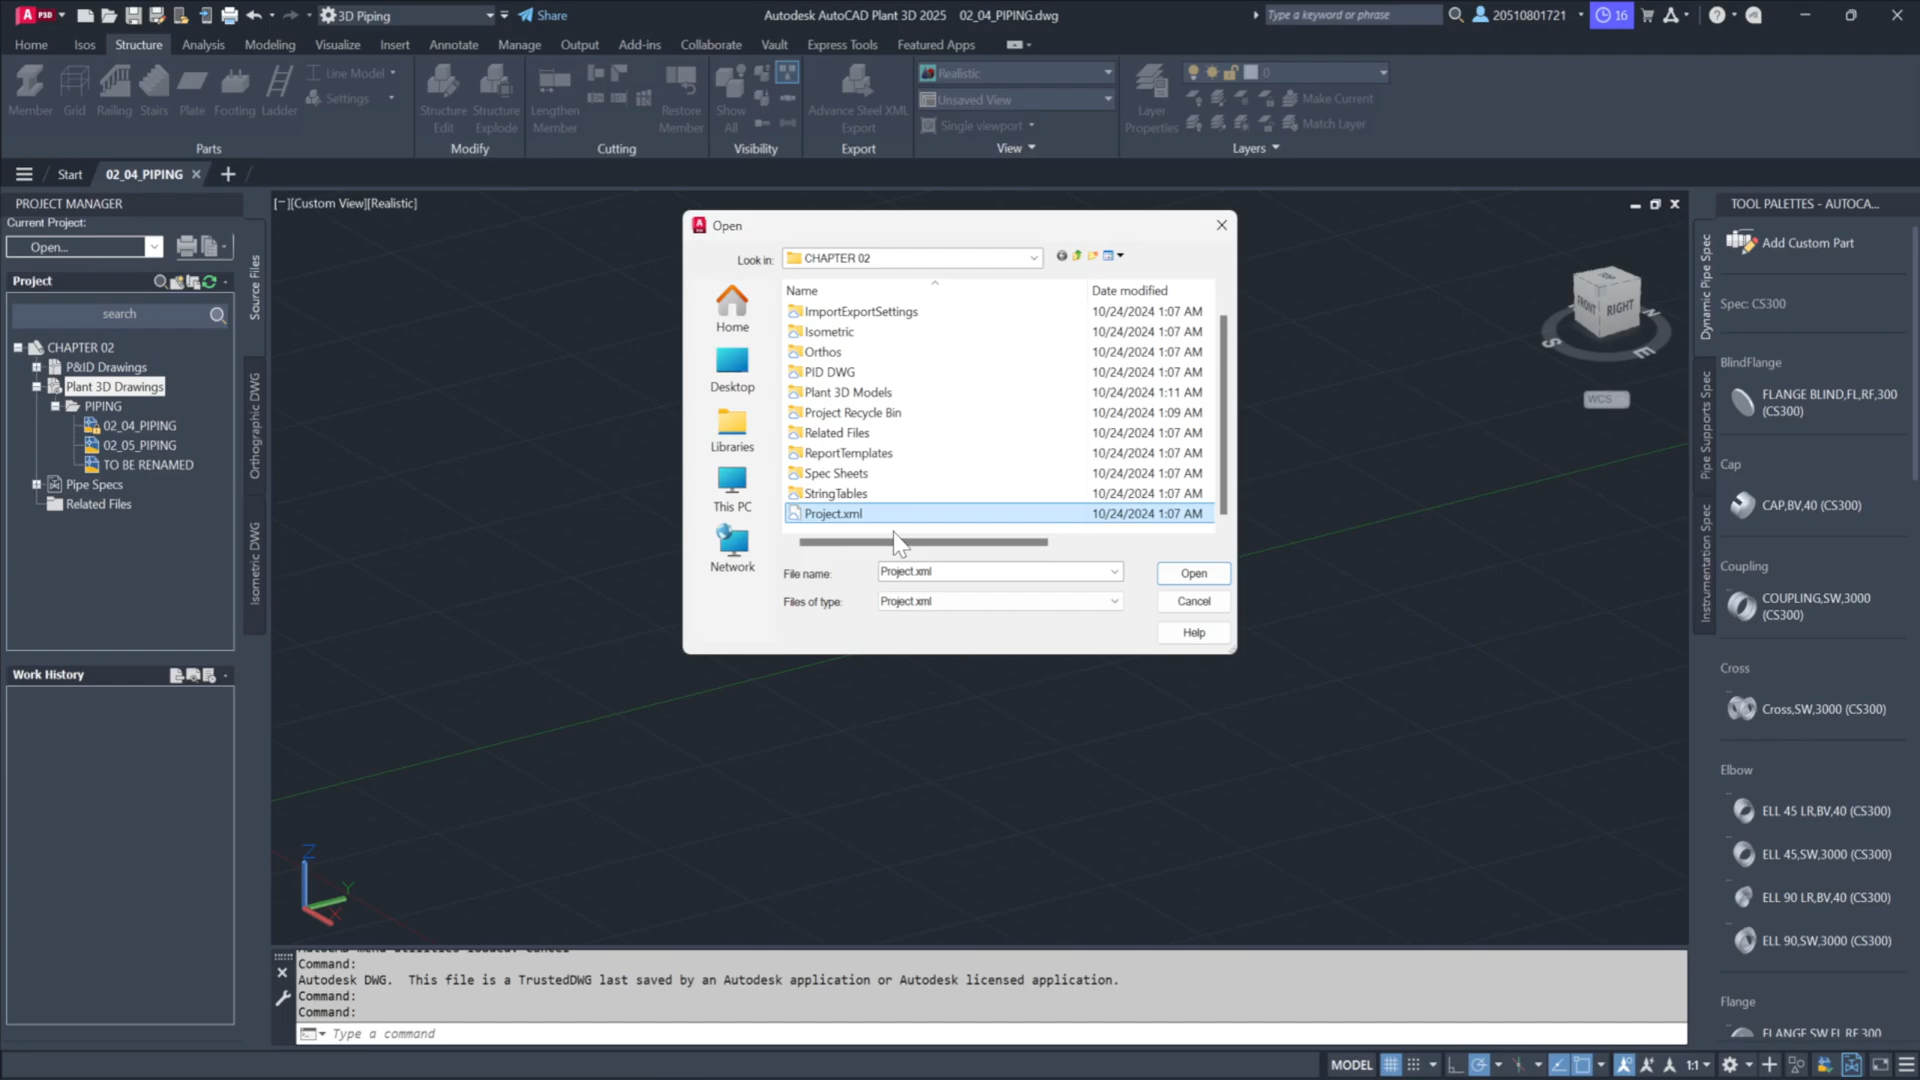 A P3D 3D Piping Share Autodesk AutoCAD Plant 3D 2025 02_04_PIPING.dwg Type a keyword or phrase 20510801721 16
Home Isos Structure Analysis Modeling Visualize Insert Annotate Manage Output Add-ins Collaborate Vault Express Tools Featured Apps
Member Grid Railing Stairs Plate Footing Ladder
Line Model
Settings
Parts
Structure Edit
Structure Explode
Modify
Lengthen Member
Restore Member
Cutting
Show All
Visibility
Advance Steel XML Export
Export
Realistic
Unsaved View
Single viewport
View
Layer Properties
0
Make Current
Match Layer
Layers
Start 02_04_PIPING
PROJECT MANAGER
Current Project:
Open...
Project
search
CHAPTER 02
P&ID Drawings
Plant 3D Drawings
PIPING
02_04_PIPING
02_05_PIPING
TO BE RENAMED
Pipe Specs
Related Files
Source Files
Orthographic DWG
Isometric DWG
Work History
[−][Custom View][Realistic]
TOP
FRONT
RIGHT
S
E
N
WCS
Open
Look in: CHAPTER 02
Home
Desktop
Libraries
This PC
Network
Name Date modified
ImportExportSettings 10/24/2024 1:07 AM
Isometric 10/24/2024 1:07 AM
Orthos 10/24/2024 1:07 AM
PID DWG 10/24/2024 1:07 AM
Plant 3D Models 10/24/2024 1:11 AM
Project Recycle Bin 10/24/2024 1:09 AM
Related Files 10/24/2024 1:07 AM
ReportTemplates 10/24/2024 1:07 AM
Spec Sheets 10/24/2024 1:07 AM
StringTables 10/24/2024 1:07 AM
Project.xml 10/24/2024 1:07 AM
File name: Project.xml Open
Files of type: Project.xml Cancel
Help
Z
Y
X
Command:
Autodesk DWG. This file is a TrustedDWG last saved by an Autodesk application or Autodesk licensed application.
Command:
Command:
Type a command
TOOL PALETTES - AUTOCA...
Dynamic Pipe Spec
Pipe Supports Spec
Instrumentation Spec
Add Custom Part
Spec: CS300
BlindFlange
FLANGE BLIND,FL,RF,300
(CS300)
Cap
CAP,BV,40 (CS300)
Coupling
COUPLING,SW,3000
(CS300)
Cross
Cross,SW,3000 (CS300)
Elbow
ELL 45 LR,BV,40 (CS300)
ELL 45,SW,3000 (CS300)
ELL 90 LR,BV,40 (CS300)
ELL 90,SW,3000 (CS300)
Flange
FLANGE SW,FL,RF,300
MODEL 1:1